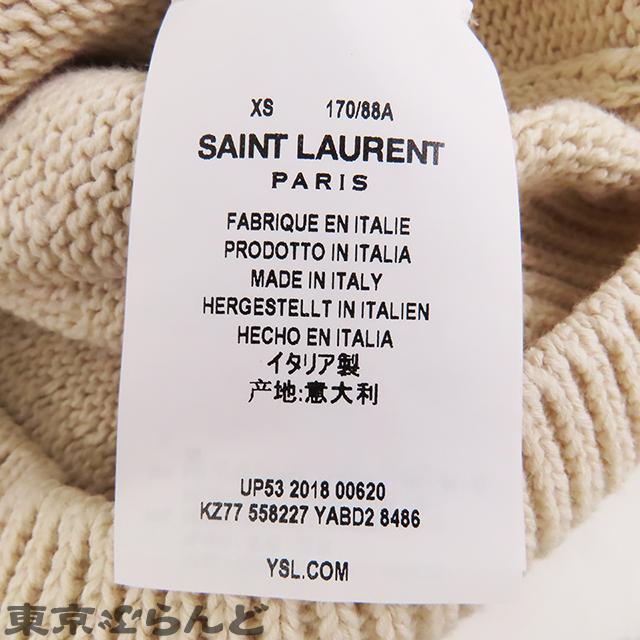 XS 170/88A
SAINT LAURENT
PARIS
FABRIQUE EN ITALIE
PRODOTTO IN ITALIA
MADE IN ITALY
HERGESTELLT IN ITALIEN
HECHO EN ITALIA
イタリア製
产地:意大利
UP53 2018 00620
KZ77 558227 YABD2 8486
YSL.COM
東京ぶらんど